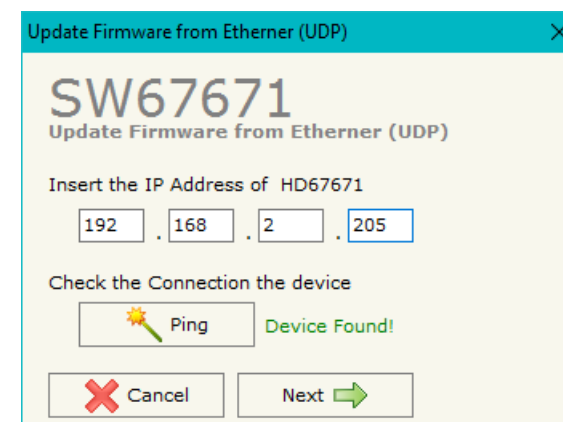 Update Firmware from Etherner (UDP)
SW67671
Update Firmware from Etherner (UDP)
Insert the IP Address of HD67671
192 . 168 . 2 . 205
Check the Connection the device
Ping Device Found!
Cancel Next